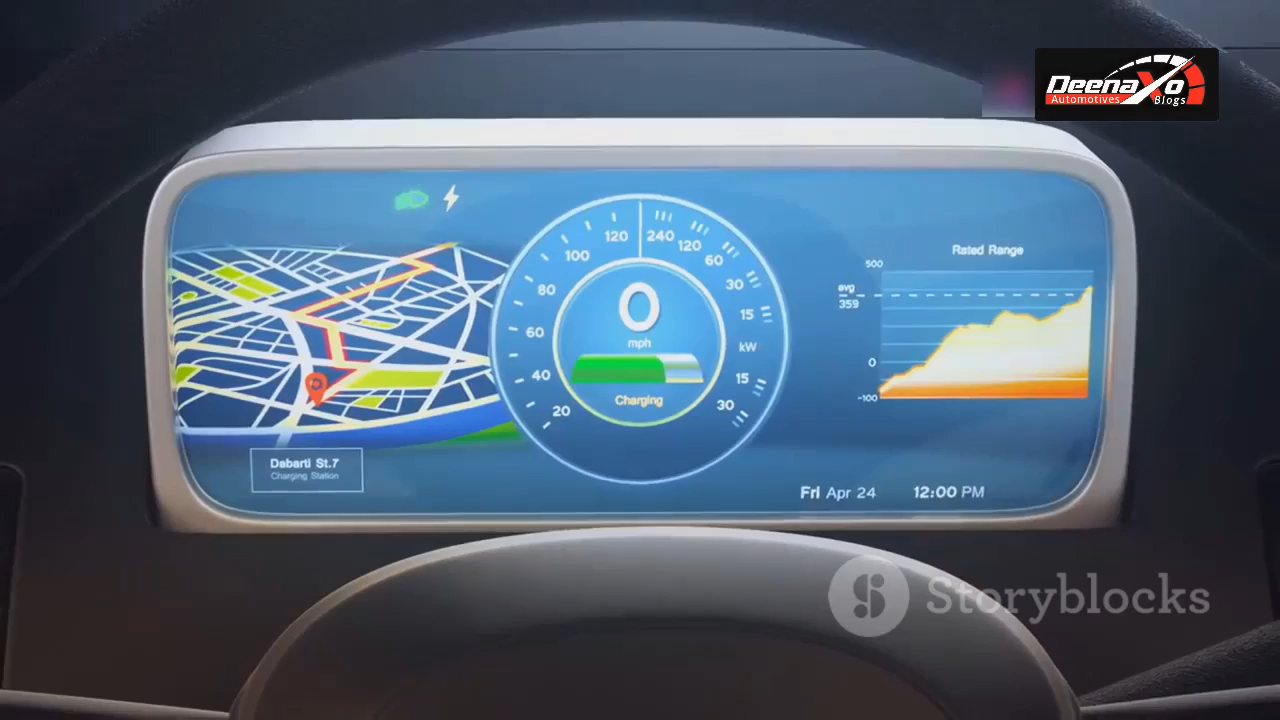 DeenaXo
Automotives Blogs
120 240
100 120
60
80 30
15
60
kW
40 15
20 30
0
mph
Charging
Rated Range
500
avg
359
0
-100
Dabarti St.7
Charging Station
Fri Apr 24 12:00 PM
Storyblocks